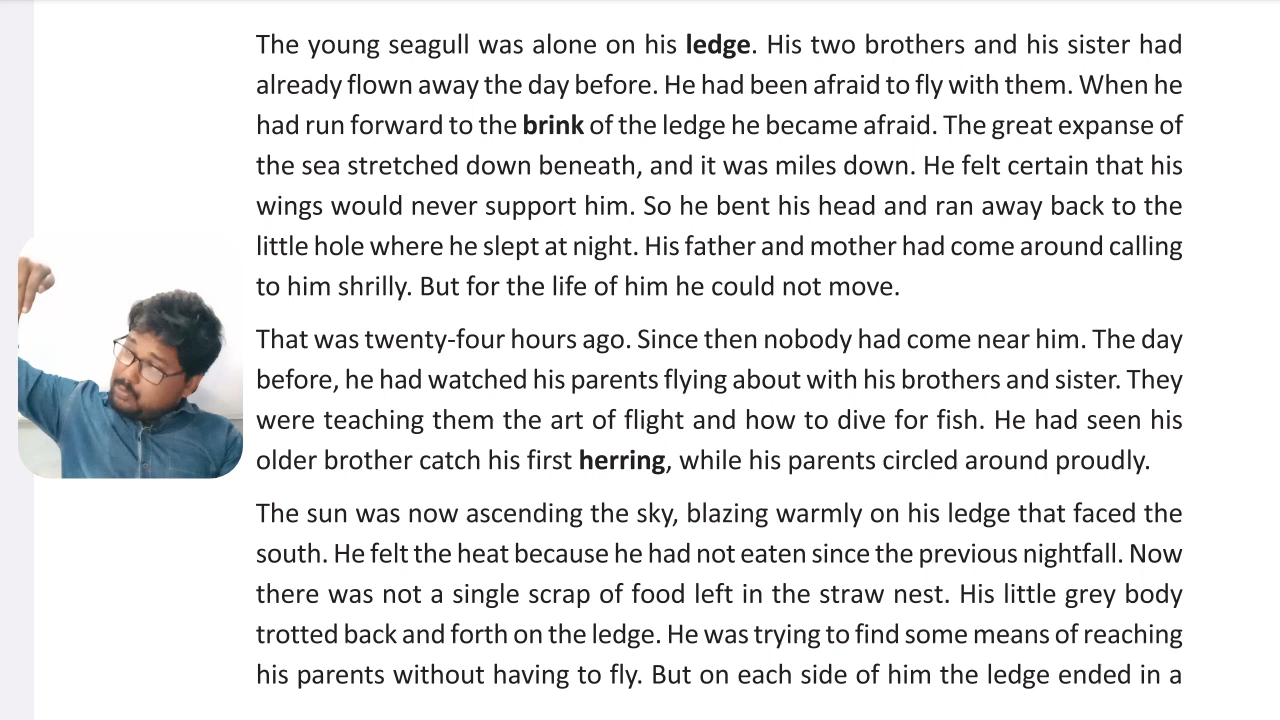 The young seagull was alone on his ledge. His two brothers and his sister had
already flown away the day before. He had been afraid to fly with them. When he
had run forward to the brink of the ledge he became afraid. The great expanse of
the sea stretched down beneath, and it was miles down. He felt certain that his
wings would never support him. So he bent his head and ran away back to the
little hole where he slept at night. His father and mother had come around calling
to him shrilly. But for the life of him he could not move.
That was twenty-four hours ago. Since then nobody had come near him. The day
before, he had watched his parents flying about with his brothers and sister. They
were teaching them the art of flight and how to dive for fish. He had seen his
older brother catch his first herring, while his parents circled around proudly.
The sun was now ascending the sky, blazing warmly on his ledge that faced the
south. He felt the heat because he had not eaten since the previous nightfall. Now
there was not a single scrap of food left in the straw nest. His little grey body
trotted back and forth on the ledge. He was trying to find some means of reaching
his parents without having to fly. But on each side of him the ledge ended in a